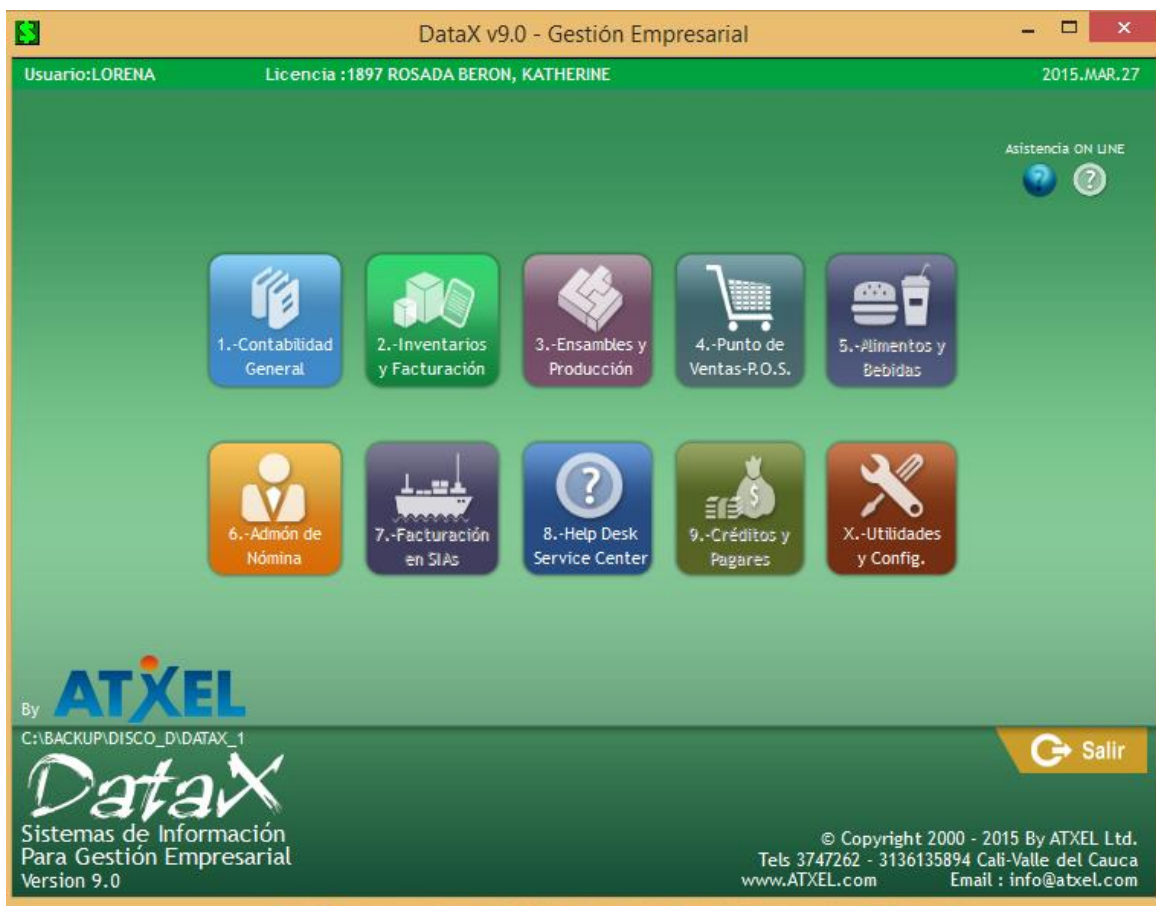 DataX v9.0 - Gestión Empresarial
Usuario:LORENA Licencia :1897 ROSADA BERON, KATHERINE 2015.MAR.27
Asistencia ON LINE
1.-Contabilidad
General
2.-Inventarios
y Facturación
3.-Ensambles y
Producción
4.-Punto de
Ventas-P.O.S.
5.-Alimentos y
Bebidas
6.-Admón de
Nómina
7.-Facturación
en SIAs
8.-Help Desk
Service Center
9.-Créditos y
Pagares
X.-Utilidades
y Config.
By ATXEL
C:\BACKUP\DISCO_D\DATAX_1
Salir
DataX
Sistemas de Información
Para Gestión Empresarial
Version 9.0
© Copyright 2000 - 2015 By ATXEL Ltd.
Tels 3747262 - 3136135894 Cali-Valle del Cauca
www.ATXEL.com Email : info@atxel.com